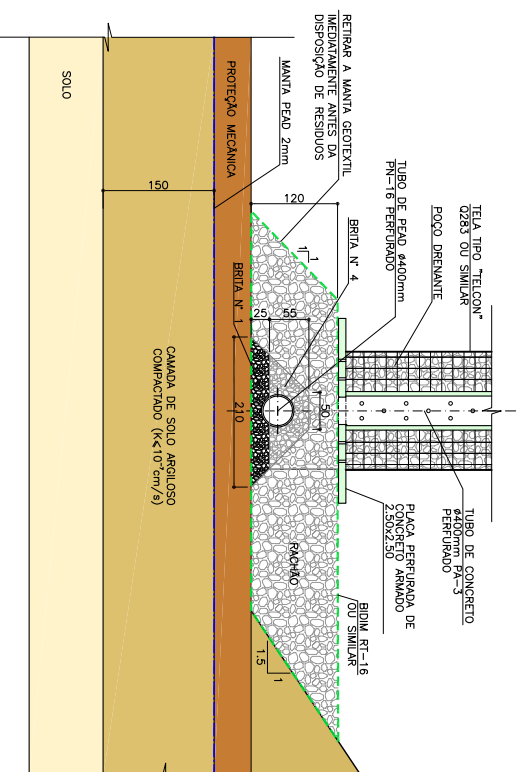 RETIRAR A MANTA GEOTEXTIL
IMEDIATAMENTE ANTES DA
DISPOSIÇÃO DE RESIDUOS
MANTA PEAD 2mm
PROTEÇÃO MECÂNICA
SOLO
150
120
TUBO DE PEAD ø400mm
PN-16 PERFURADO
BRITA N° 4
BRITA N° 1
TELA TIPO "TELCON"
Q283 OU SIMILAR
POÇO DRENANTE
1
1
25
55
50
210
CAMADA DE SOLO ARGILOSO
COMPACTADO (K<10⁻⁷cm/s)
TUBO DE CONCRETO
ø400mm PA-3
PERFURADO
PLACA PERFURADA DE
CONCRETO ARMADO
2.50x2.50
RACHÃO
BIDIM RT-16
OU SIMILAR
1
1.5